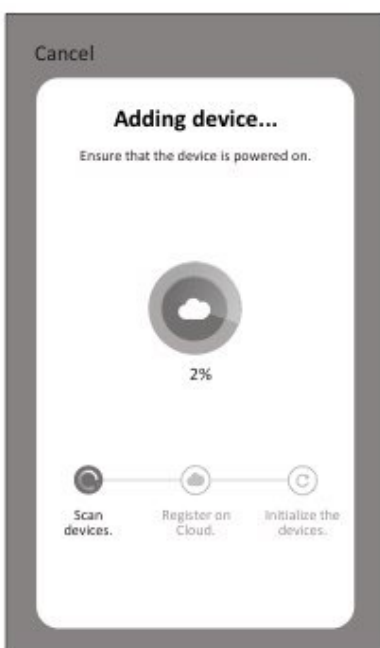 Cancel
Adding device...
Ensure that the device is powered on.
2%
Scan
devices.
Register on
Cloud.
Initialize the
devices.